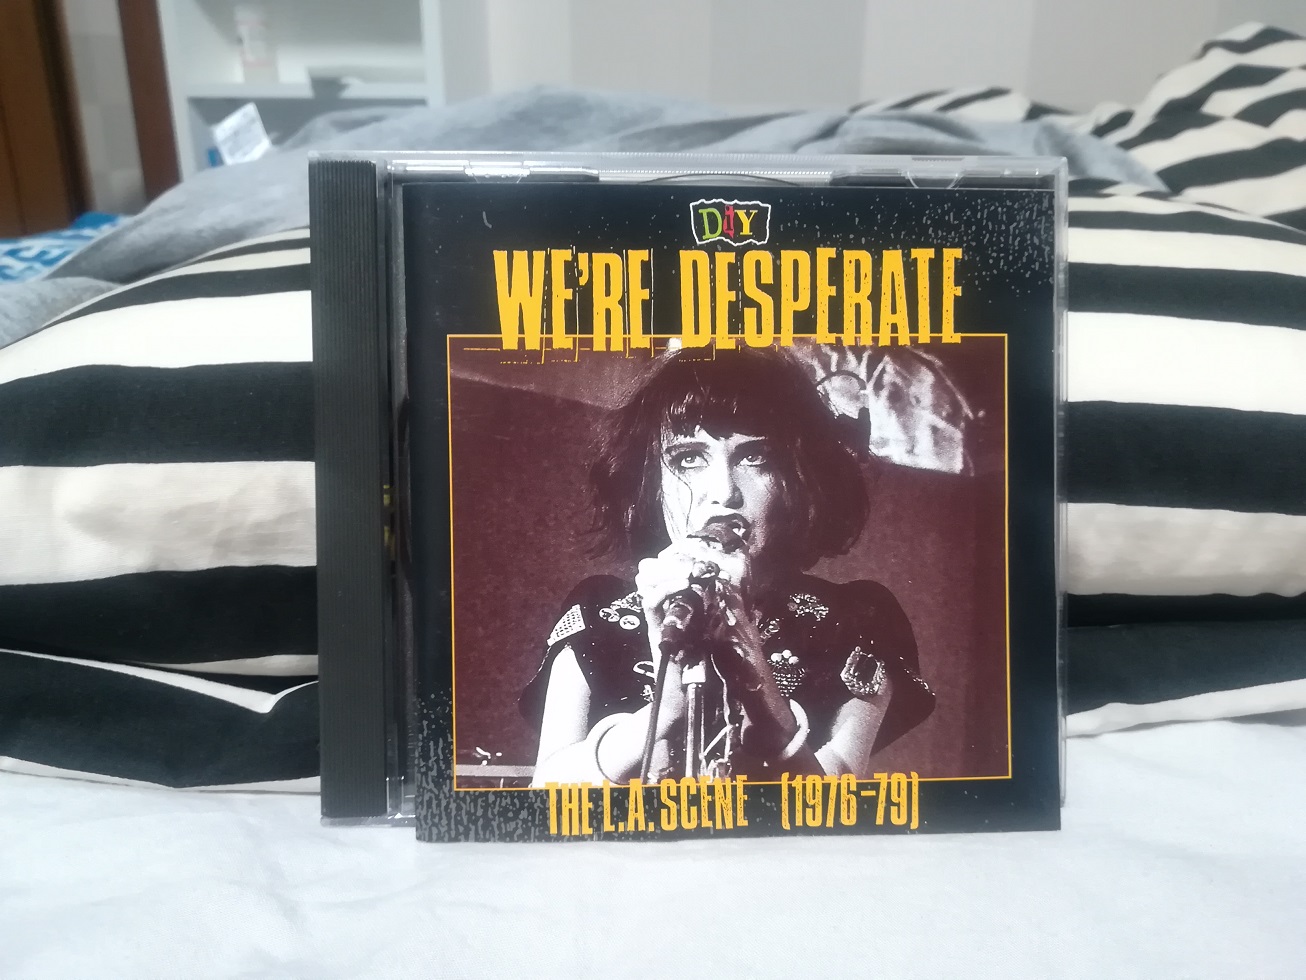 DIY
WE'RE DESPERATE
THE L.A. SCENE (1976-79)